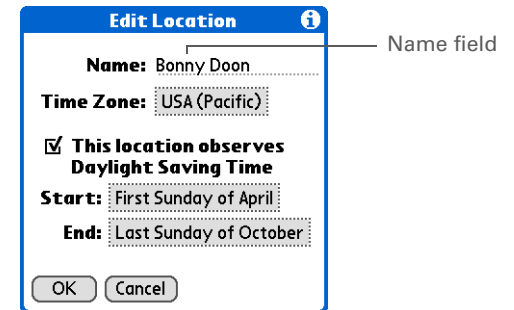 Edit Location
Name field
Name: Bonny Doon
Time Zone: USA (Pacific)
This location observes
Daylight Saving Time
Start: First Sunday of April
End: Last Sunday of October
OK Cancel